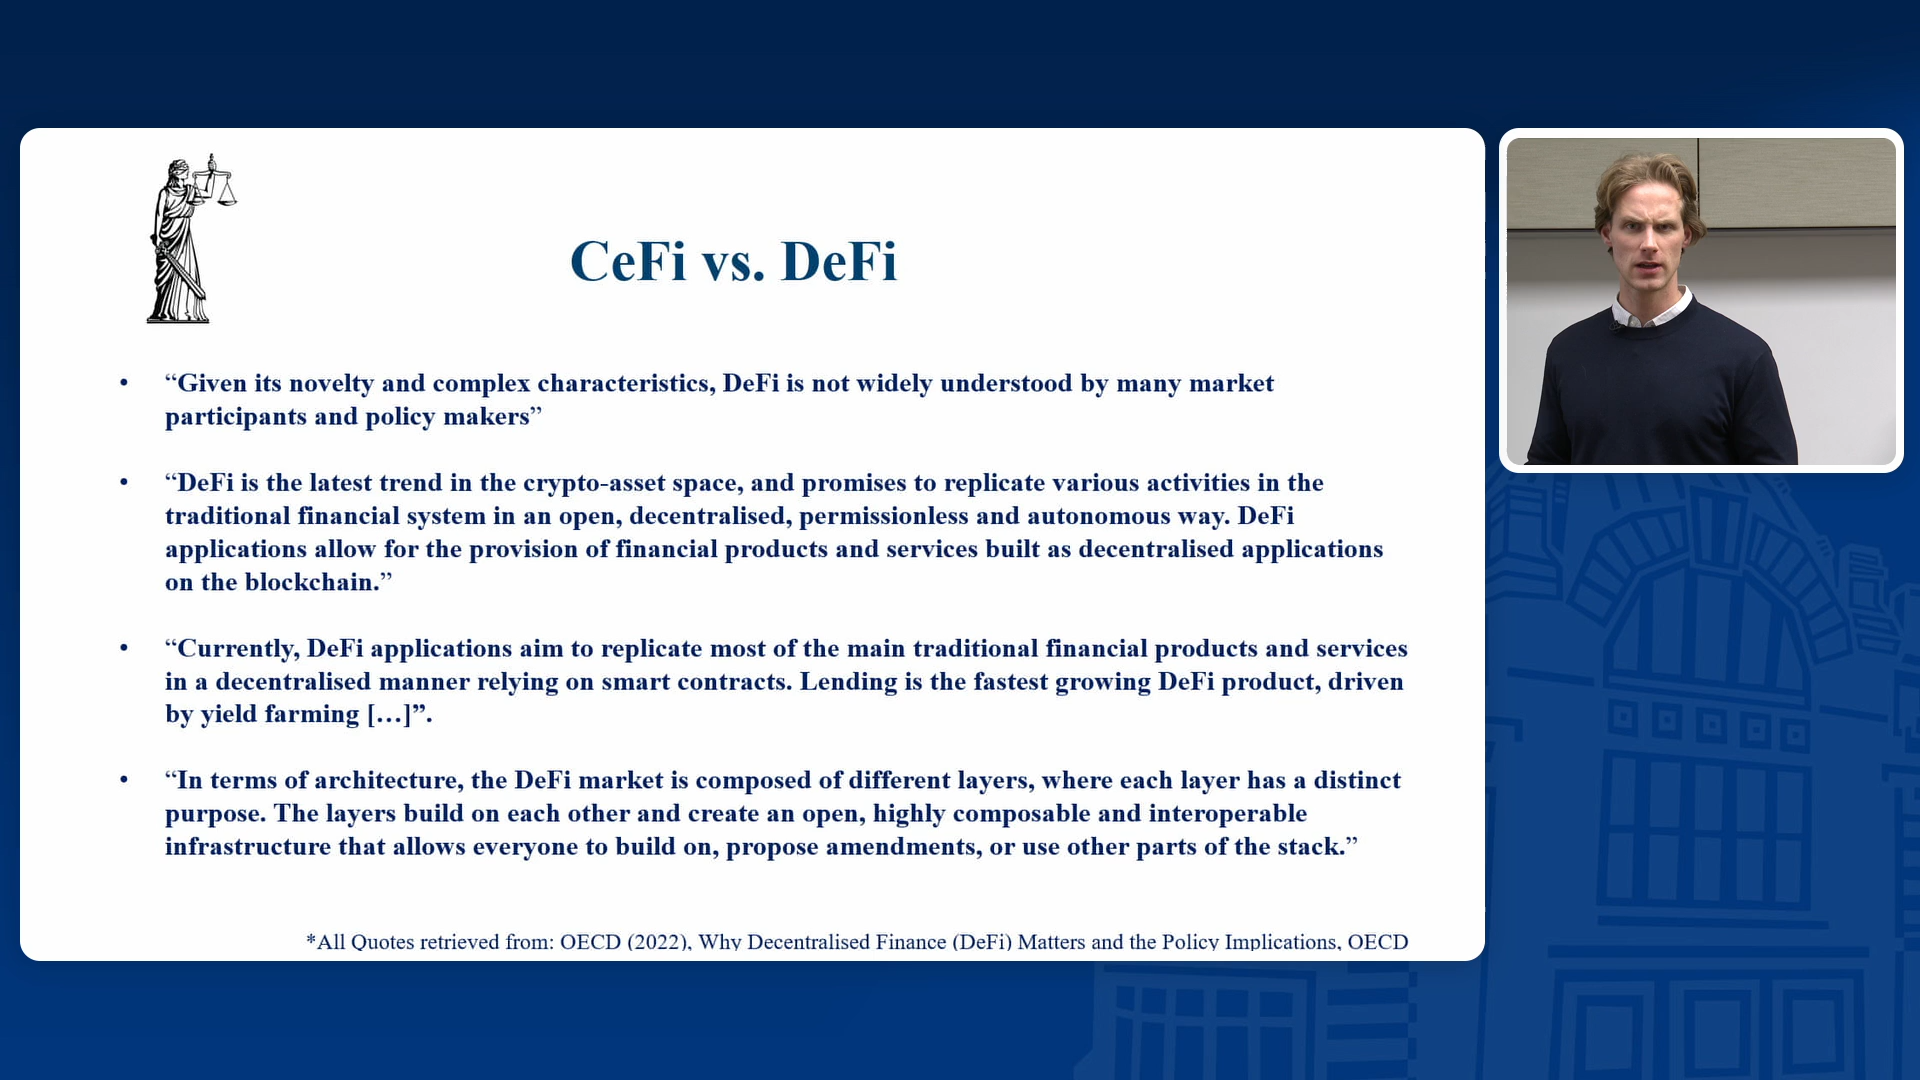 CeFi vs. DeFi
• “Given its novelty and complex characteristics, DeFi is not widely understood by many market
participants and policy makers”
• “DeFi is the latest trend in the crypto-asset space, and promises to replicate various activities in the
traditional financial system in an open, decentralised, permissionless and autonomous way. DeFi
applications allow for the provision of financial products and services built as decentralised applications
on the blockchain.”
• “Currently, DeFi applications aim to replicate most of the main traditional financial products and services
in a decentralised manner relying on smart contracts. Lending is the fastest growing DeFi product, driven
by yield farming […]”.
• “In terms of architecture, the DeFi market is composed of different layers, where each layer has a distinct
purpose. The layers build on each other and create an open, highly composable and interoperable
infrastructure that allows everyone to build on, propose amendments, or use other parts of the stack.”
*All Quotes retrieved from: OECD (2022), Why Decentralised Finance (DeFi) Matters and the Policy Implications, OECD